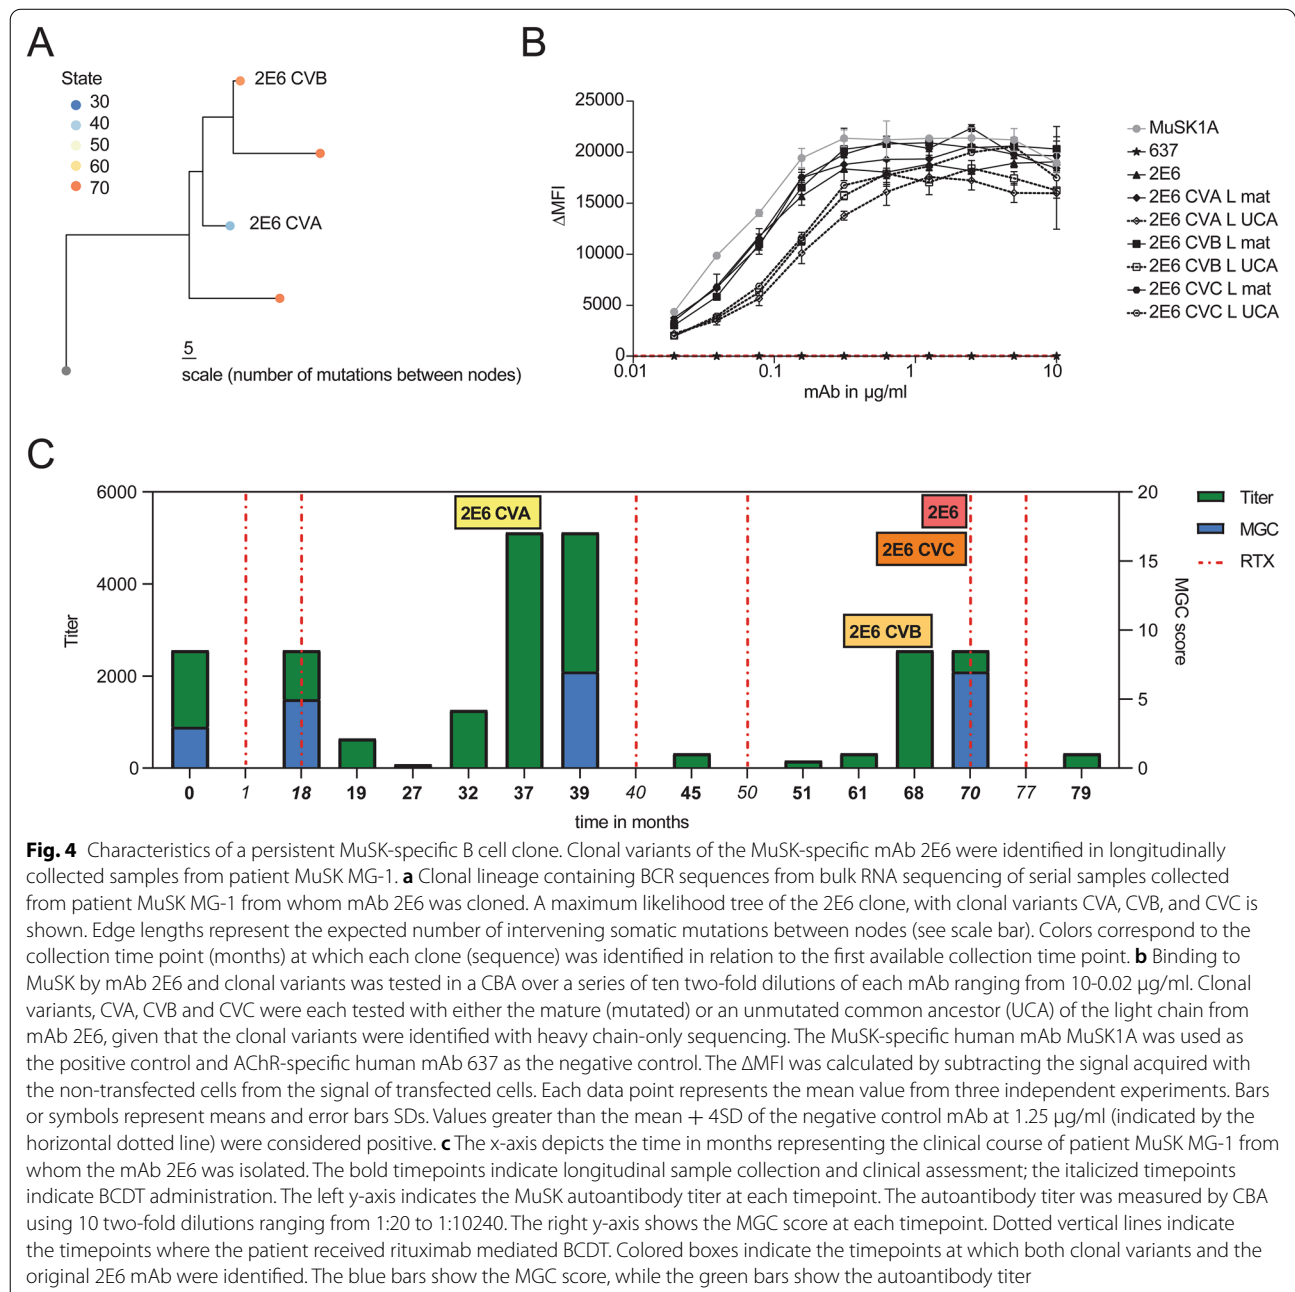 A
State
30
40
50
60
70
2E6 CVB
2E6 CVA
5
scale (number of mutations between nodes)
B
25000
20000
15000
10000
5000
0
ΔMFI
0.01
0.1
1
10
mAb in µg/ml
MuSK1A
637
2E6
2E6 CVA L mat
2E6 CVA L UCA
2E6 CVB L mat
2E6 CVB L UCA
2E6 CVC L mat
2E6 CVC L UCA
C
6000
4000
2000
0
Titer
2E6 CVA
2E6
2E6 CVC
2E6 CVB
20
15
10
5
0
MGC score
Titer
MGC
RTX
0 1 18 19 27 32 37 39 40 45 50 51 61 68 70 77 79
time in months
Fig. 4 Characteristics of a persistent MuSK-specific B cell clone. Clonal variants of the MuSK-specific mAb 2E6 were identified in longitudinally
collected samples from patient MuSK MG-1. a Clonal lineage containing BCR sequences from bulk RNA sequencing of serial samples collected
from patient MuSK MG-1 from whom mAb 2E6 was cloned. A maximum likelihood tree of the 2E6 clone, with clonal variants CVA, CVB, and CVC is
shown. Edge lengths represent the expected number of intervening somatic mutations between nodes (see scale bar). Colors correspond to the
collection time point (months) at which each clone (sequence) was identified in relation to the first available collection time point. b Binding to
MuSK by mAb 2E6 and clonal variants was tested in a CBA over a series of ten two-fold dilutions of each mAb ranging from 10-0.02 µg/ml. Clonal
variants, CVA, CVB and CVC were each tested with either the mature (mutated) or an unmutated common ancestor (UCA) of the light chain from
mAb 2E6, given that the clonal variants were identified with heavy chain-only sequencing. The MuSK-specific human mAb MuSK1A was used as
the positive control and AChR-specific human mAb 637 as the negative control. The ΔMFI was calculated by subtracting the signal acquired with
the non-transfected cells from the signal of transfected cells. Each data point represents the mean value from three independent experiments. Bars
or symbols represent means and error bars SDs. Values greater than the mean + 4SD of the negative control mAb at 1.25 µg/ml (indicated by the
horizontal dotted line) were considered positive. c The x-axis depicts the time in months representing the clinical course of patient MuSK MG-1 from
whom the mAb 2E6 was isolated. The bold timepoints indicate longitudinal sample collection and clinical assessment; the italicized timepoints
indicate BCDT administration. The left y-axis indicates the MuSK autoantibody titer at each timepoint. The autoantibody titer was measured by CBA
using 10 two-fold dilutions ranging from 1:20 to 1:10240. The right y-axis shows the MGC score at each timepoint. Dotted vertical lines indicate
the timepoints where the patient received rituximab mediated BCDT. Colored boxes indicate the timepoints at which both clonal variants and the
original 2E6 mAb were identified. The blue bars show the MGC score, while the green bars show the autoantibody titer